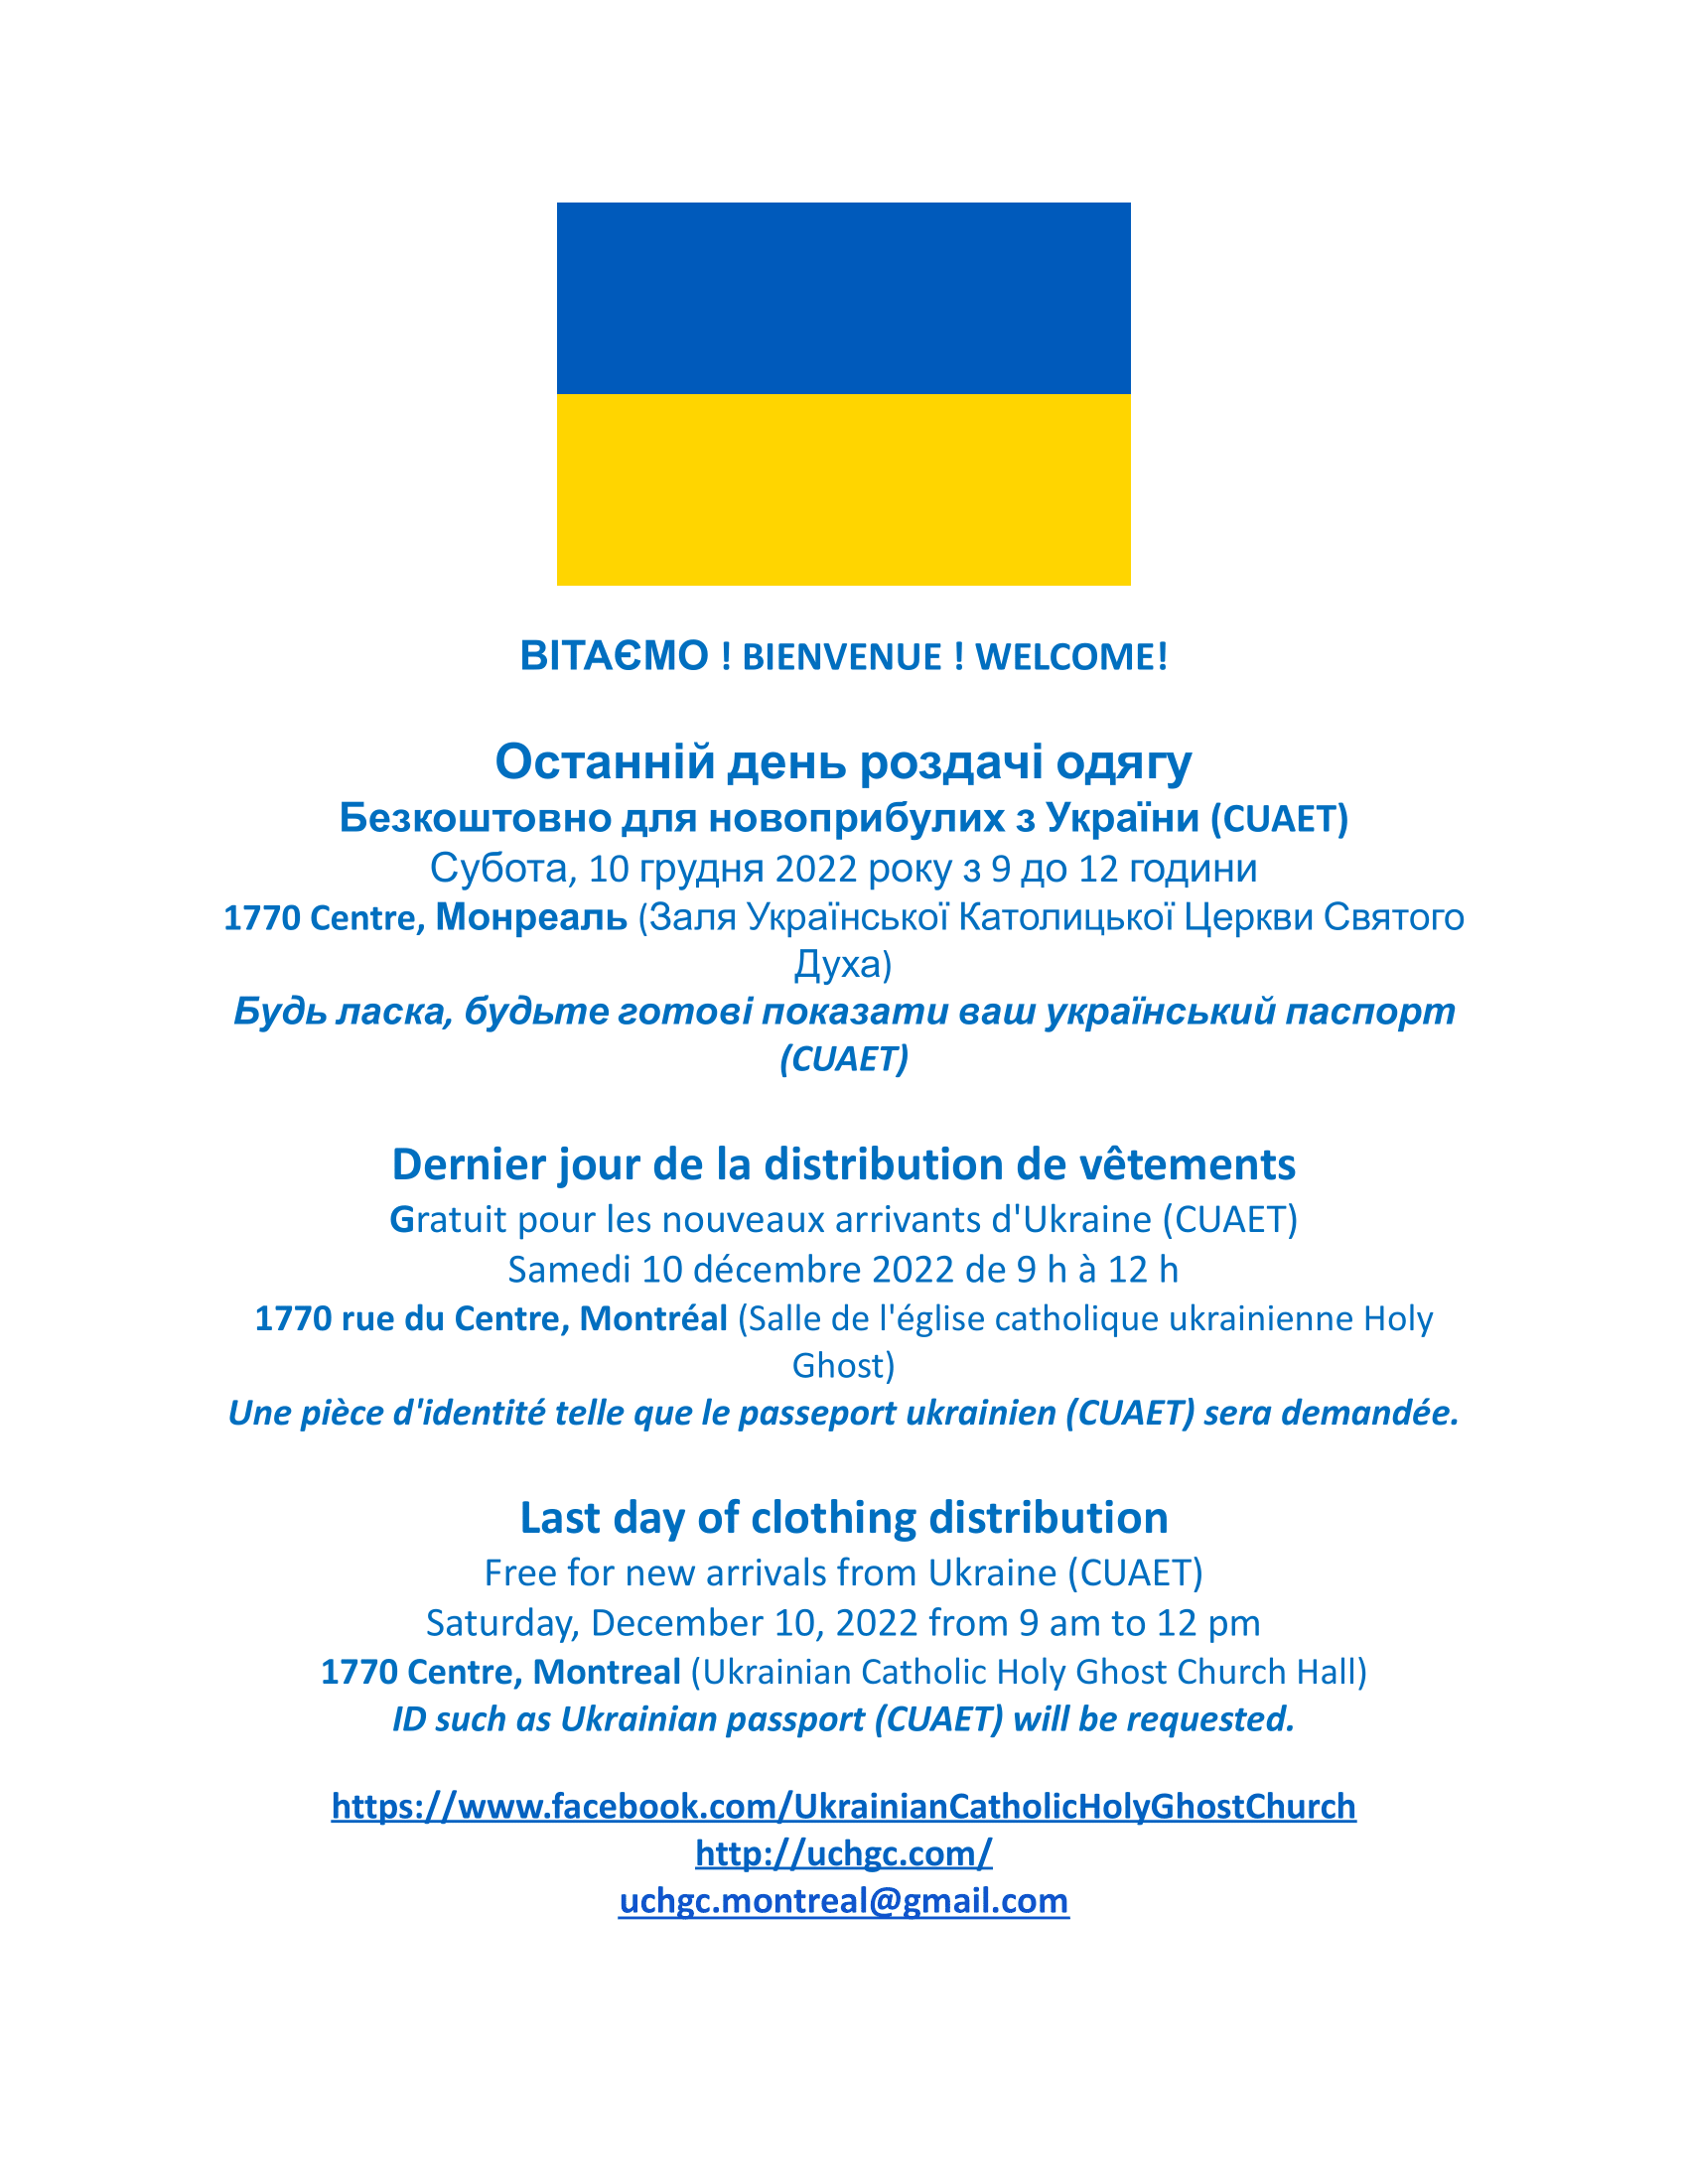 ВІТАЄМО ! BIENVENUE ! WELCOME!
Останній день роздачі одягу
Безкоштовно для новоприбулих з України (CUAET)
Субота, 10 грудня 2022 року з 9 до 12 години
1770 Centre, Монреаль (Заля Української Католицької Церкви Святого
Духа)
Будь ласка, будьте готові показати ваш український паспорт
(CUAET)
Dernier jour de la distribution de vêtements
Gratuit pour les nouveaux arrivants d'Ukraine (CUAET)
Samedi 10 décembre 2022 de 9 h à 12 h
1770 rue du Centre, Montréal (Salle de l'église catholique ukrainienne Holy
Ghost)
Une pièce d'identité telle que le passeport ukrainien (CUAET) sera demandée.
Last day of clothing distribution
Free for new arrivals from Ukraine (CUAET)
Saturday, December 10, 2022 from 9 am to 12 pm
1770 Centre, Montreal (Ukrainian Catholic Holy Ghost Church Hall)
ID such as Ukrainian passport (CUAET) will be requested.
https://www.facebook.com/UkrainianCatholicHolyGhostChurch
http://uchgc.com/
uchgc.montreal@gmail.com